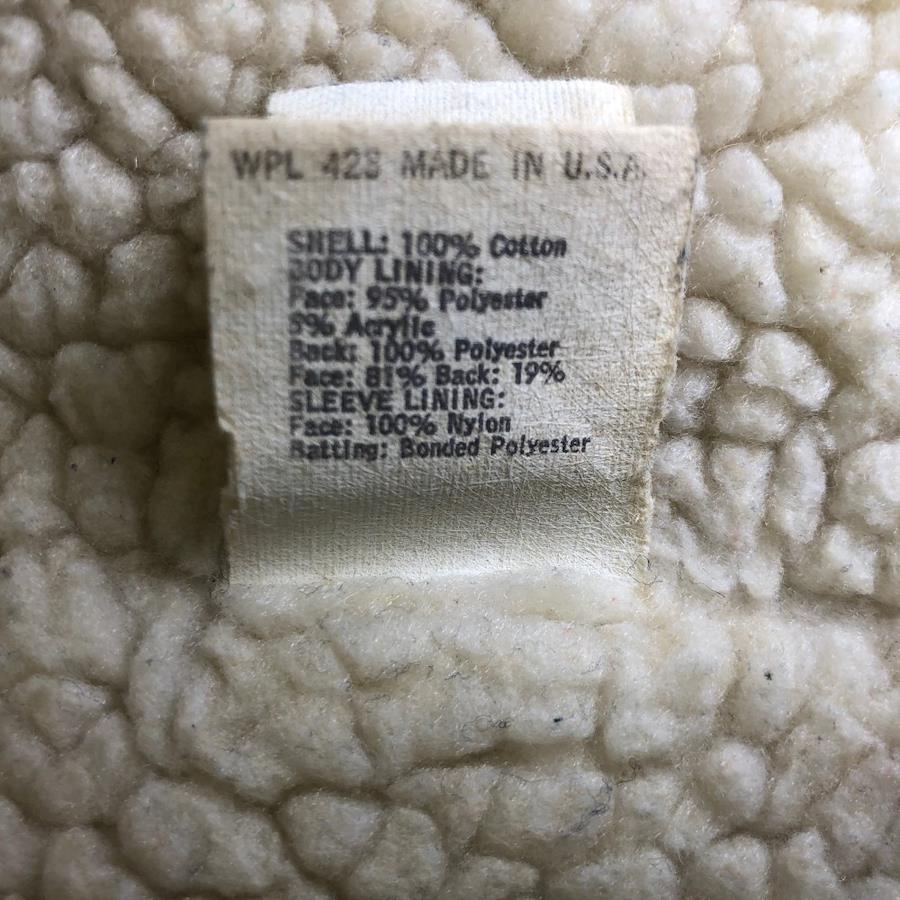 WPL 423 MADE IN U.S.A.
SHELL: 100% Cotton
BODY LINING:
Face: 95% Polyester
5% Acrylic
Back: 100% Polyester
Face: 81% Back: 19%
SLEEVE LINING:
Face: 100% Nylon
Batting: Bonded Polyester